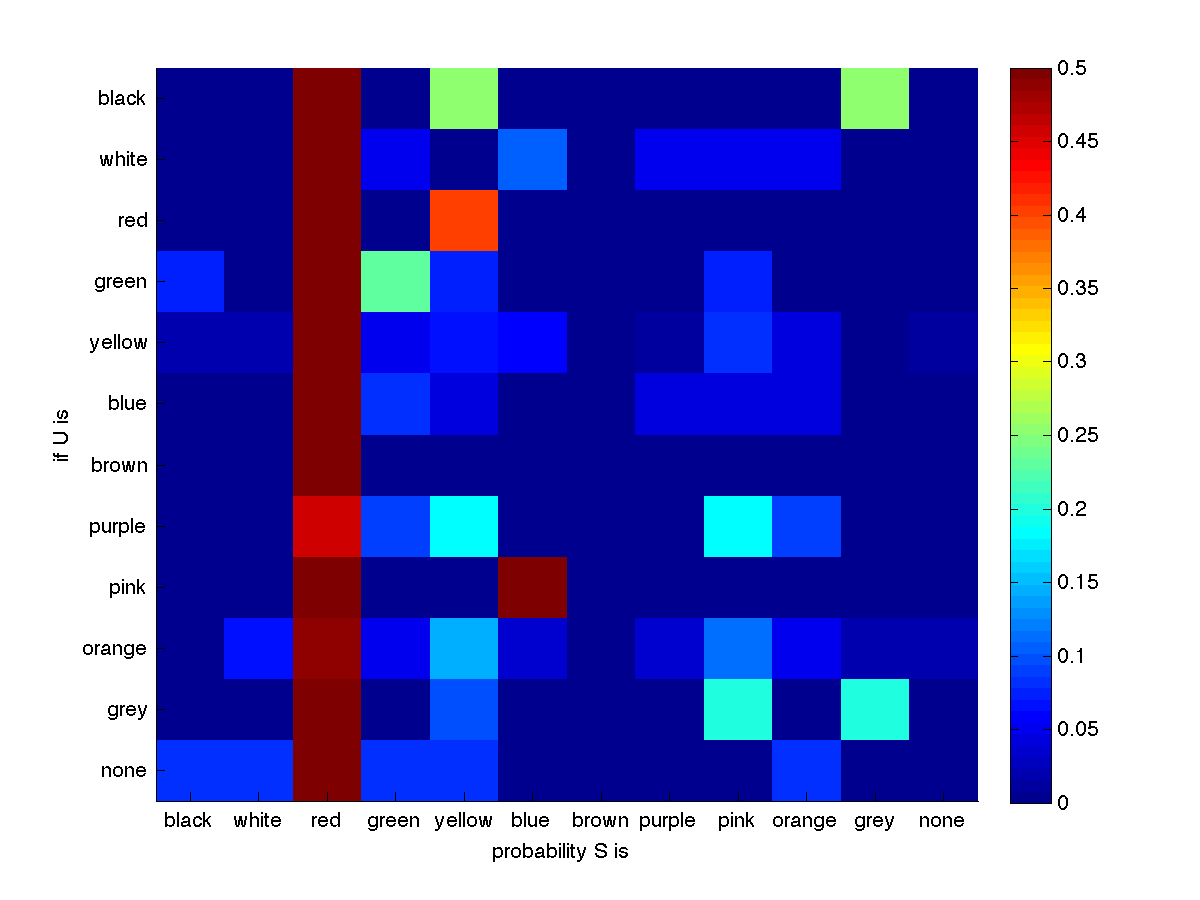 black
white
red
green
yellow
blue
brown
purple
pink
orange
grey
none
if U is
black white red green yellow blue brown purple pink orange grey none
probability S is
0.5
0.45
0.4
0.35
0.3
0.25
0.2
0.15
0.1
0.05
0